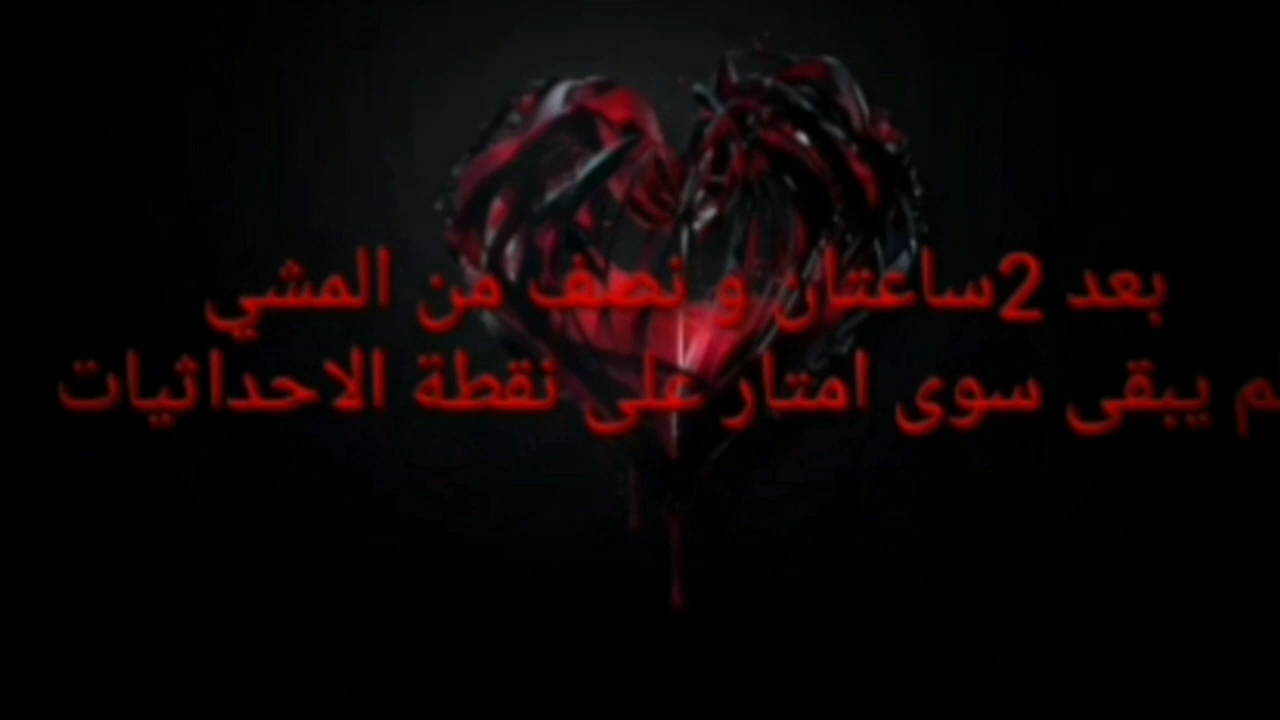 بعد 2ساعتان و نصف من المشي
يبقى سوى امتار على نقطة الاحداثيات